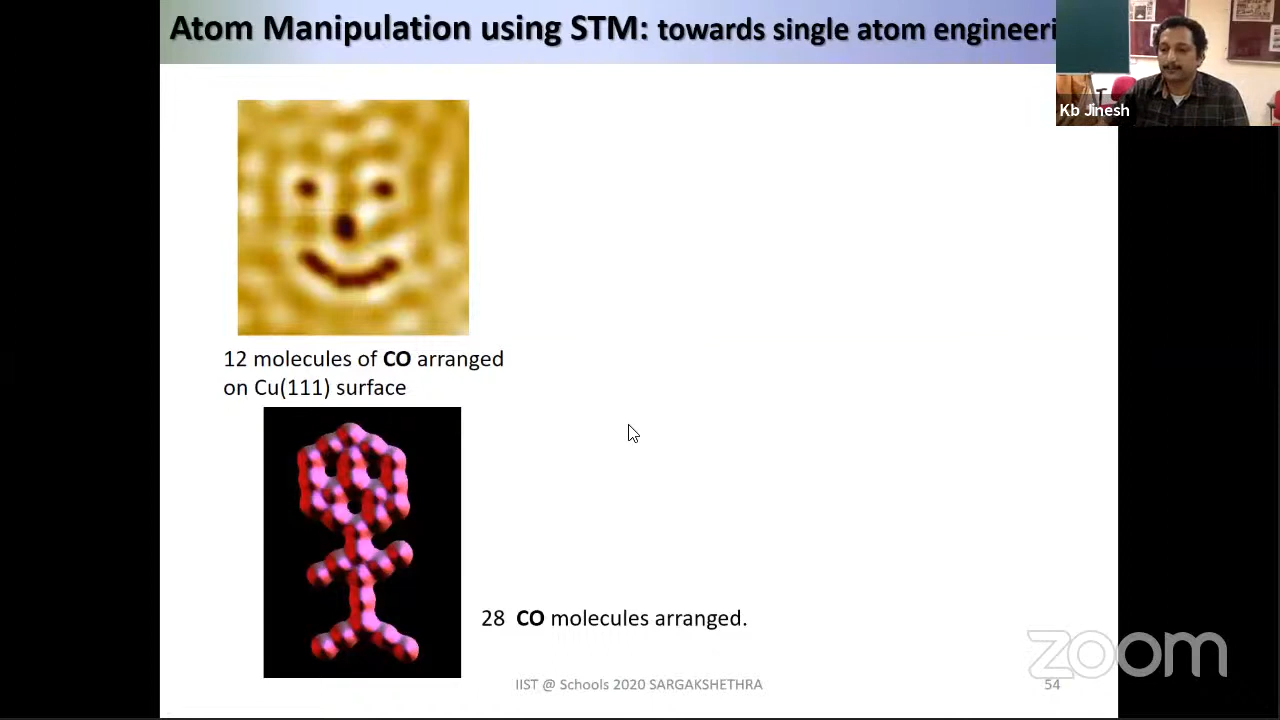 Atom Manipulation using STM: towards single atom engineeri
Kb Jinesh
12 molecules of CO arranged
on Cu(111) surface
28 CO molecules arranged.
zoom
IIST @ Schools 2020 SARGAKSHETHRA
54